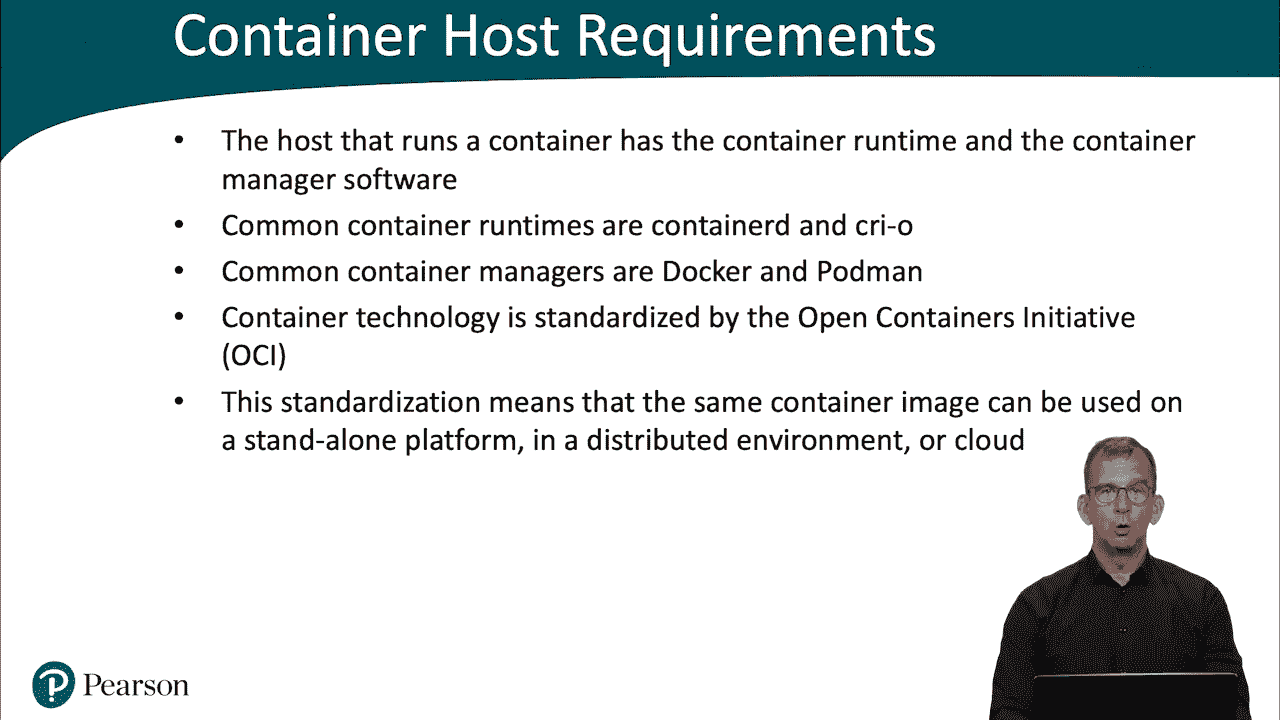 Container Host Requirements
• The host that runs a container has the container runtime and the container
manager software
• Common container runtimes are containerd and cri-o
• Common container managers are Docker and Podman
• Container technology is standardized by the Open Containers Initiative
(OCI)
• This standardization means that the same container image can be used on
a stand-alone platform, in a distributed environment, or cloud
Pearson